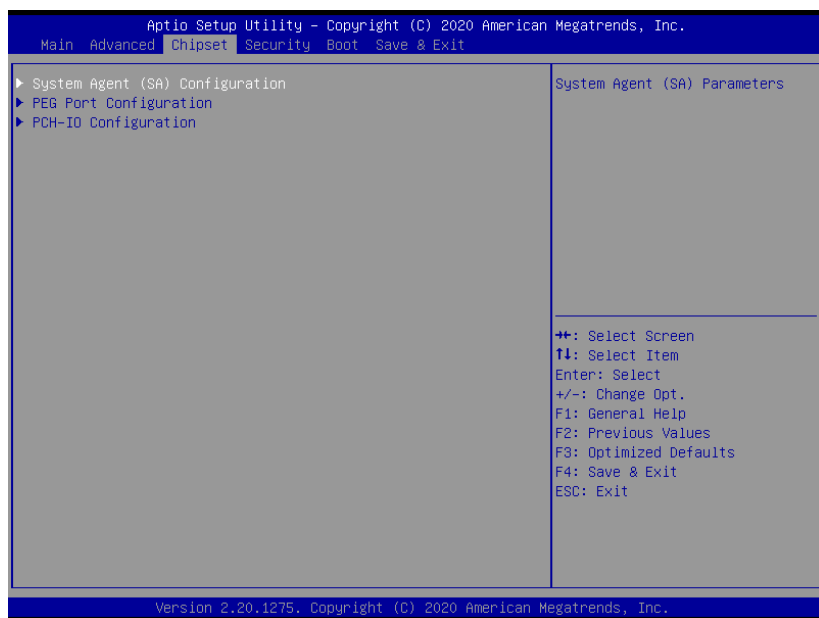 Aptio Setup Utility – Copyright (C) 2020 American Megatrends, Inc.
Main Advanced Chipset Security Boot Save & Exit
▶ System Agent (SA) Configuration
▶ PEG Port Configuration
▶ PCH-IO Configuration
System Agent (SA) Parameters
→←: Select Screen
↑↓: Select Item
Enter: Select
+/-: Change Opt.
F1: General Help
F2: Previous Values
F3: Optimized Defaults
F4: Save & Exit
ESC: Exit
Version 2.20.1275. Copyright (C) 2020 American Megatrends, Inc.